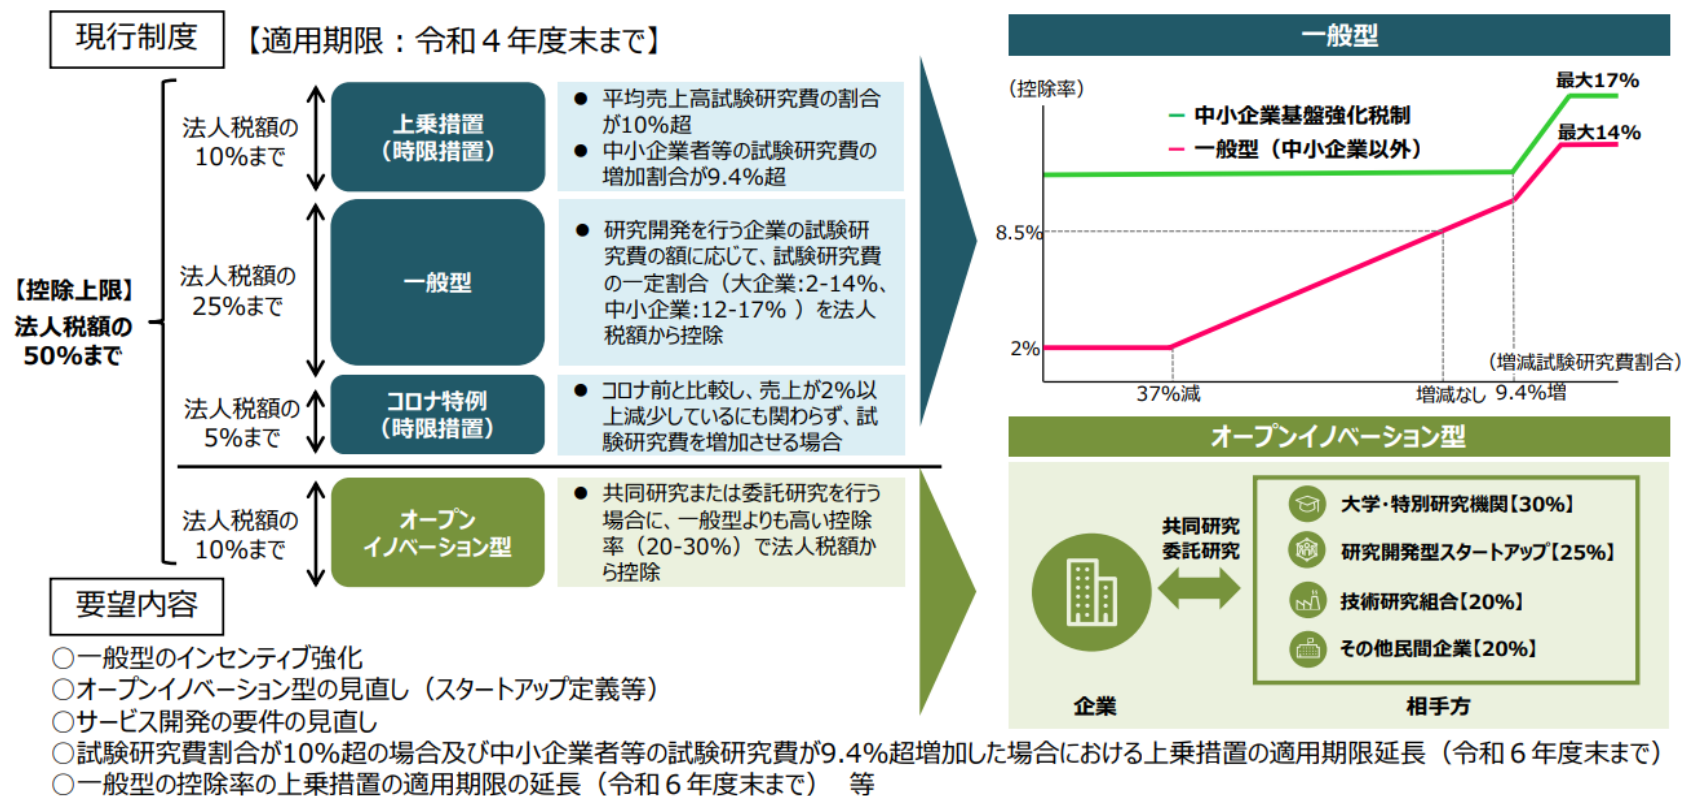 現行制度
【適用期限：令和４年度末まで】
【控除上限】
法人税額の
50%まで
法人税額の
10%まで
上乗措置
（時限措置）
● 平均売上高試験研究費の割合
が10%超
● 中小企業者等の試験研究費の
増加割合が9.4%超
法人税額の
25%まで
一般型
● 研究開発を行う企業の試験研
究費の額に応じて、試験研究費
の一定割合（大企業:2-14%、
中小企業:12-17% ）を法人
税額から控除
法人税額の
5%まで
コロナ特例
（時限措置）
● コロナ前と比較し、売上が2%以
上減少しているにも関わらず、試
験研究費を増加させる場合
法人税額の
10%まで
オープン
イノベーション型
● 共同研究または委託研究を行う
場合に、一般型よりも高い控除
率（20-30%）で法人税額か
ら控除
一般型
（控除率）
最大17%
中小企業基盤強化税制
最大14%
一般型（中小企業以外）
8.5%
2%
（増減試験研究費割合）
37%減
増減なし
9.4%増
オープンイノベーション型
共同研究
委託研究
大学・特別研究機関【30%】
研究開発型スタートアップ【25%】
技術研究組合【20%】
その他民間企業【20%】
企業
相手方
要望内容
○一般型のインセンティブ強化
○オープンイノベーション型の見直し（スタートアップ定義等）
○サービス開発の要件の見直し
○試験研究費割合が10%超の場合及び中小企業者等の試験研究費が9.4%超増加した場合における上乗措置の適用期限延長（令和６年度末まで）
○一般型の控除率の上乗措置の適用期限の延長（令和６年度末まで）　等